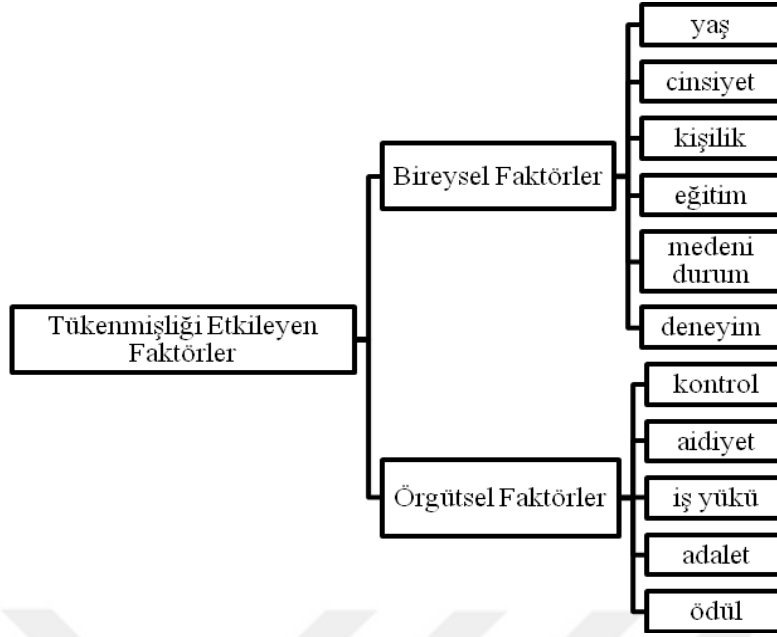 Tükenmişliği Etkileyen
Faktörler
Bireysel Faktörler
yaş
cinsiyet
kişilik
eğitim
medeni
durum
deneyim
Örgütsel Faktörler
kontrol
aidiyet
iş yükü
adalet
ödül